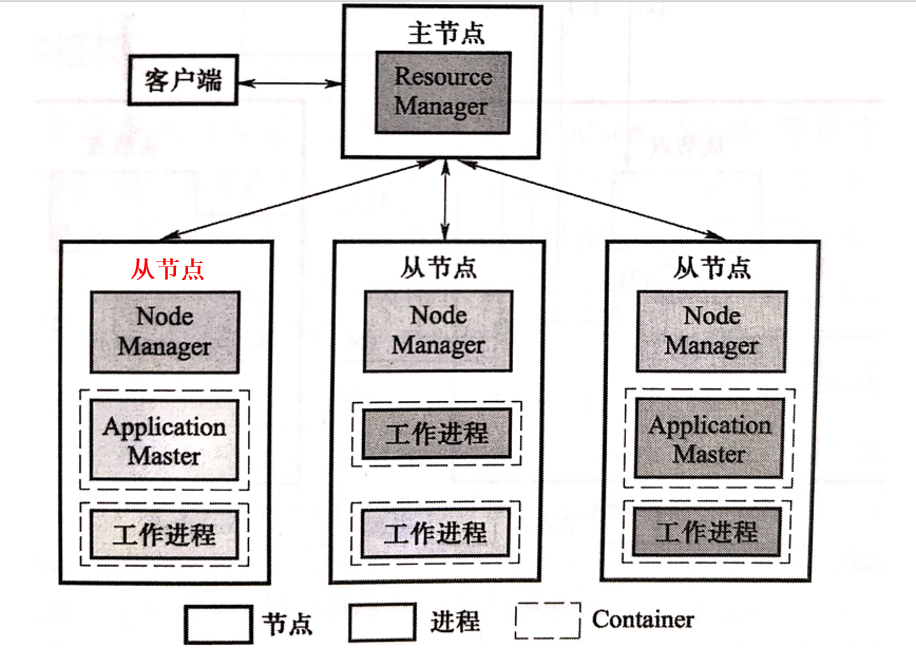 主节点
客户端
Resource
Manager
从节点
Node
Manager
Application
Master
工作进程
从节点
Node
Manager
工作进程
工作进程
从节点
Node
Manager
Application
Master
工作进程
节点
进程
Container